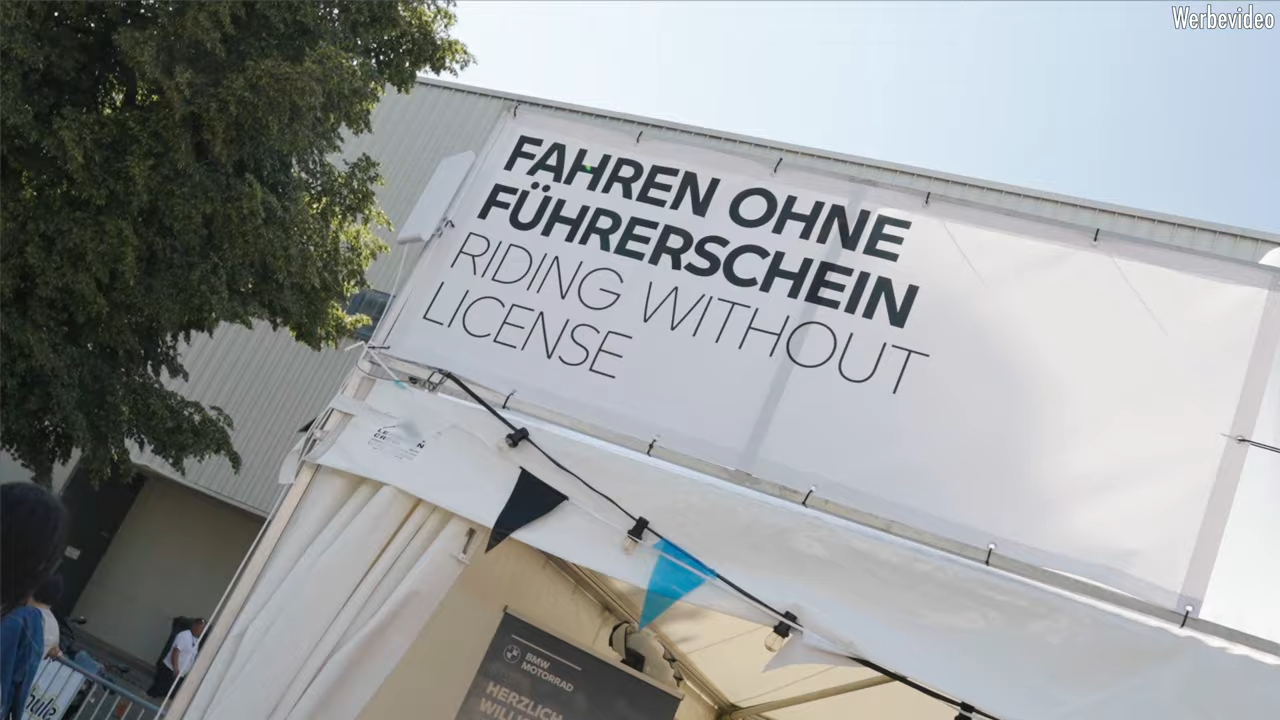 Werbevideo
FAHREN OHNE
FÜHRERSCHEIN
RIDING WITHOUT
LICENSE
BMW
MOTORRAD
HERZLICH